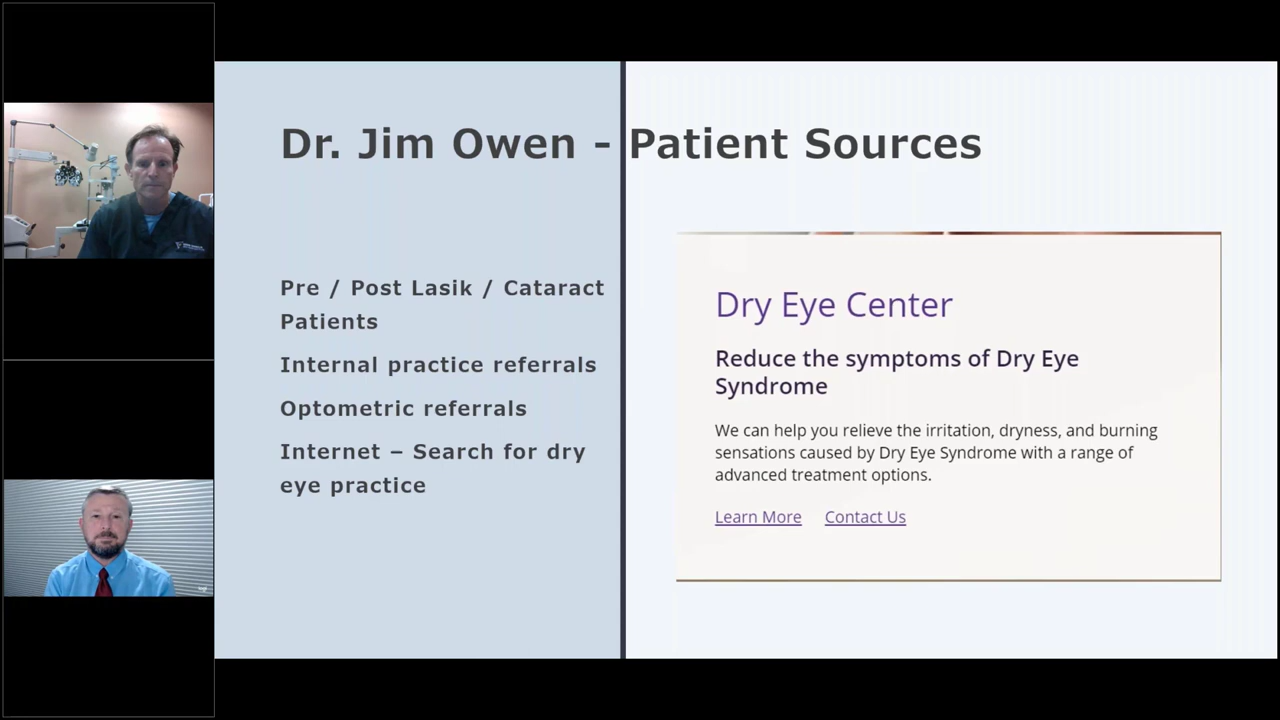 Dr. Jim Owen - Patient Sources
Pre / Post Lasik / Cataract
Patients
Internal practice referrals
Optometric referrals
Internet – Search for dry
eye practice
Dry Eye Center
Reduce the symptoms of Dry Eye
Syndrome
We can help you relieve the irritation, dryness, and burning
sensations caused by Dry Eye Syndrome with a range of
advanced treatment options.
Learn More Contact Us